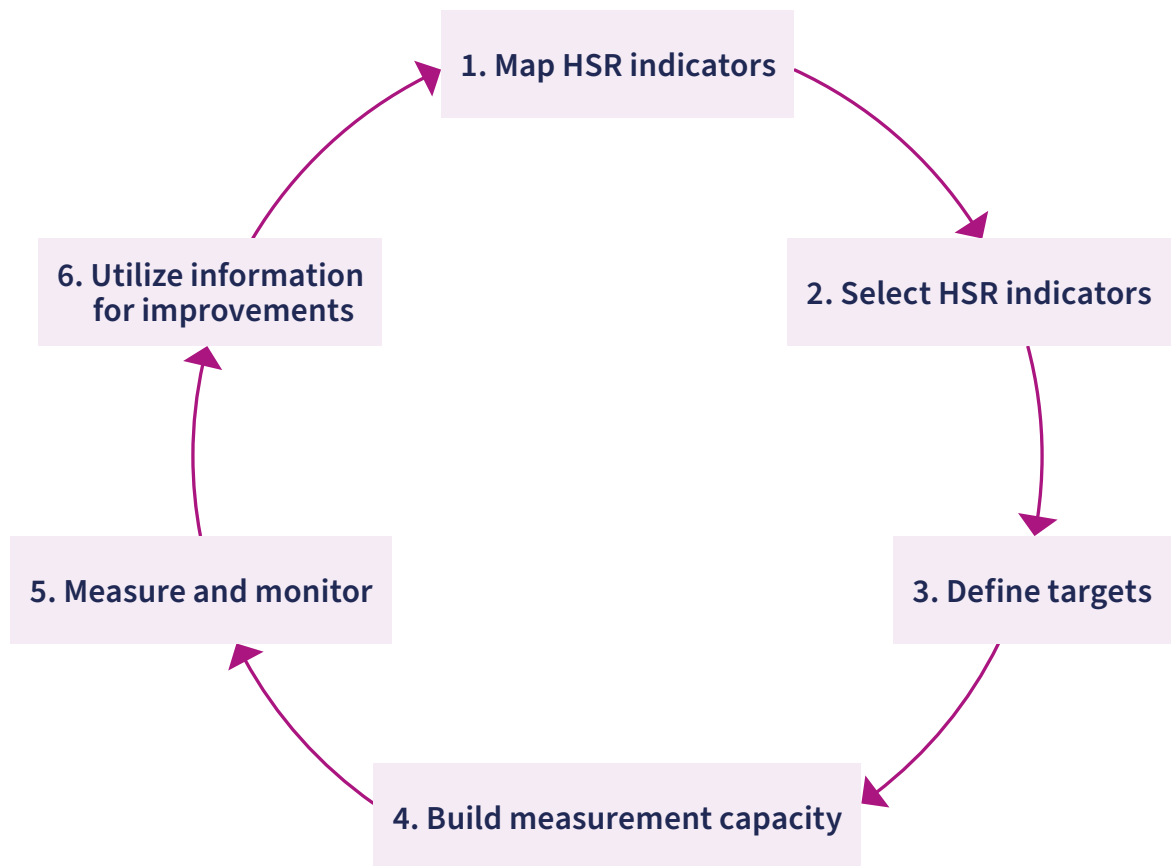 1. Map HSR indicators
2. Select HSR indicators
3. Define targets
4. Build measurement capacity
5. Measure and monitor
6. Utilize information
for improvements